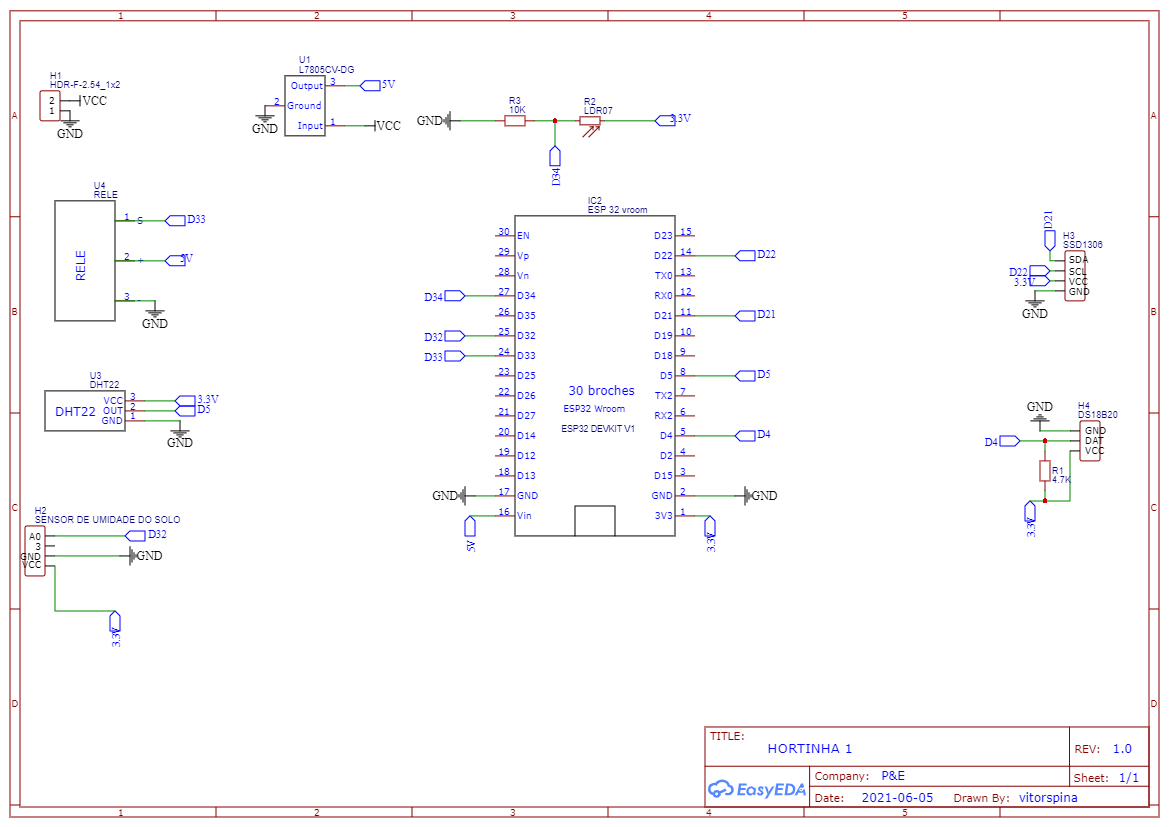 1 2 3 4 5
A
B
C
D
A
B
C
D
1 2 3 4 5
H1
HDR-F-2.54_1x2
2 VCC
1
GND
U1
L7805CV-DG
Output 3 5V
2 Ground
GND
Input 1 VCC
R3
10K
R2
LDR07
GND
3.3V
D34
U4
RELE
RELE
1 S D33
2 + 5V
3 -
GND
U3
DHT22
DHT22
VCC 3 3.3V
OUT 2 D5
GND 1
GND
H2
SENSOR DE UMIDADE DO SOLO
A0 D32
3
GND GND
VCC
3.3V
IC2
ESP 32 vroom
30 EN D23 15
29 Vp D22 14 D22
28 Vn TX0 13
D34 27 D34 RX0 12
26 D35 D21 11 D21
D32 25 D32 D19 10
D33 24 D33 D18 9
23 D25 D5 8 D5
22 D26 TX2 7
21 D27 RX2 6
20 D14 D4 5 D4
19 D12 D2 4
18 D13 D15 3
GND 17 GND GND 2 GND
16 Vin 3V3 1
5V
3.3V
30 broches
ESP32 Wroom
ESP32 DEVKIT V1
D21
H3
SSD1306
SDA
D22 SCL
3.3V VCC
GND
GND
GND
H4
DS18B20
GND
D4 DAT
VCC
R1
4.7K
3.3V
TITLE:
HORTINHA 1
REV: 1.0
EasyEDA
Company: P&E
Sheet: 1/1
Date: 2021-06-05 Drawn By: vitorspina